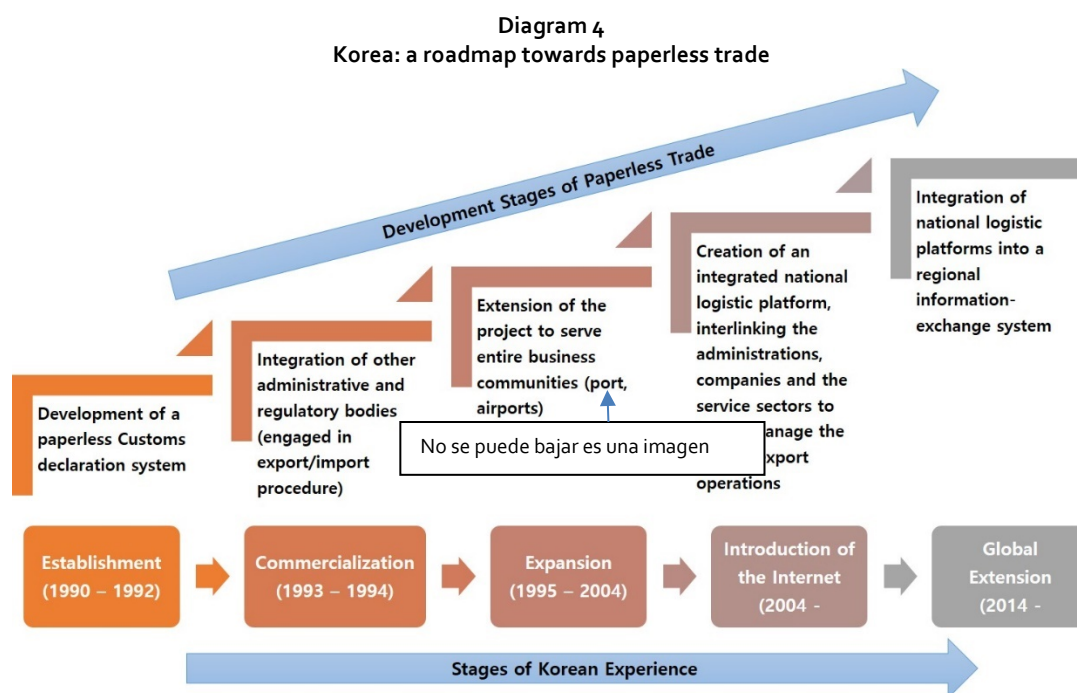 Diagram 4
Korea: a roadmap towards paperless trade
Development Stages of Paperless Trade
Development of a
paperless Customs
declaration system
Integration of other
administrative and
regulatory bodies
(engaged in
export/import
procedure)
Extension of the
project to serve
entire business
communities (port,
airports)
No se puede bajar es una imagen
Creation of an
integrated national
logistic platform,
interlinking the
administrations,
companies and the
service sectors to
anage the
xport
operations
Integration of
national logistic
platforms into a
regional
information-
exchange system
Establishment
(1990 – 1992)
Commercialization
(1993 – 1994)
Expansion
(1995 – 2004)
Introduction of
the Internet
(2004 -
Global
Extension
(2014 -
Stages of Korean Experience